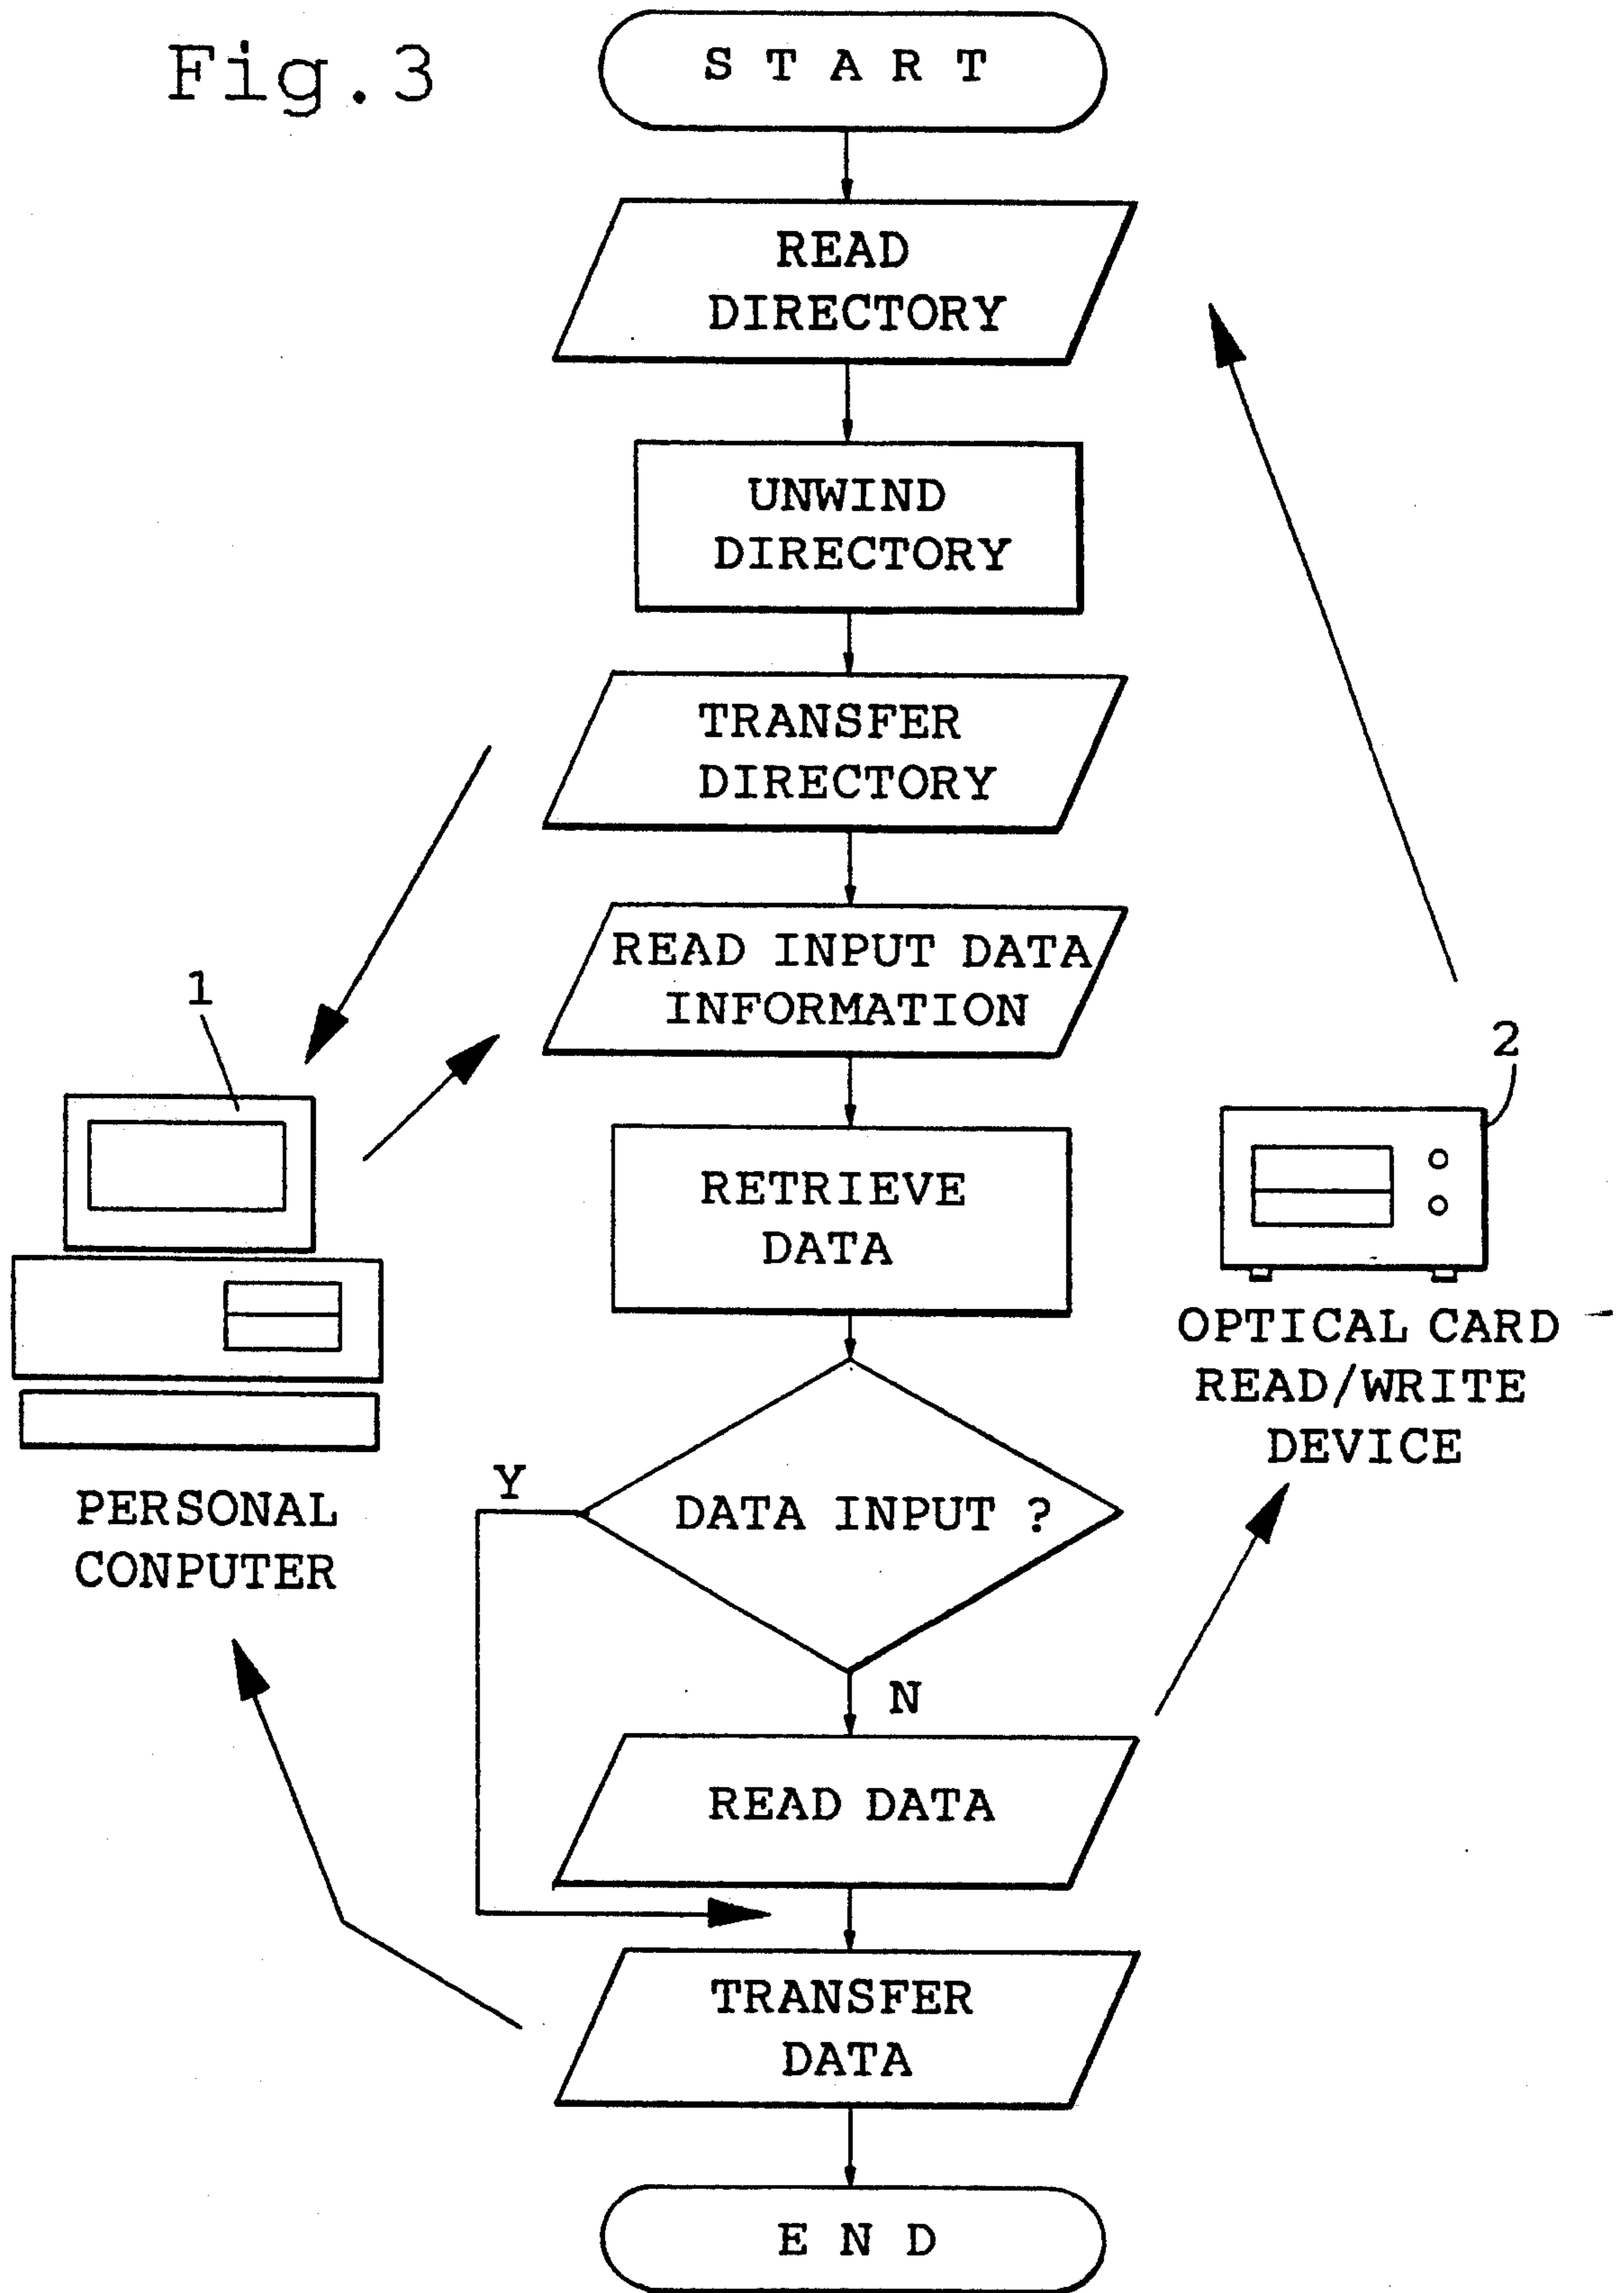 Fig.3
START
READ
DIRECTORY
UNWIND
DIRECTORY
TRANSFER
DIRECTORY
READ INPUT DATA
INFORMATION
1
2
RETRIEVE
DATA
OPTICAL CARD
READ/WRITE
DEVICE
PERSONAL
CONPUTER
Y
DATA INPUT ?
N
READ DATA
TRANSFER
DATA
END